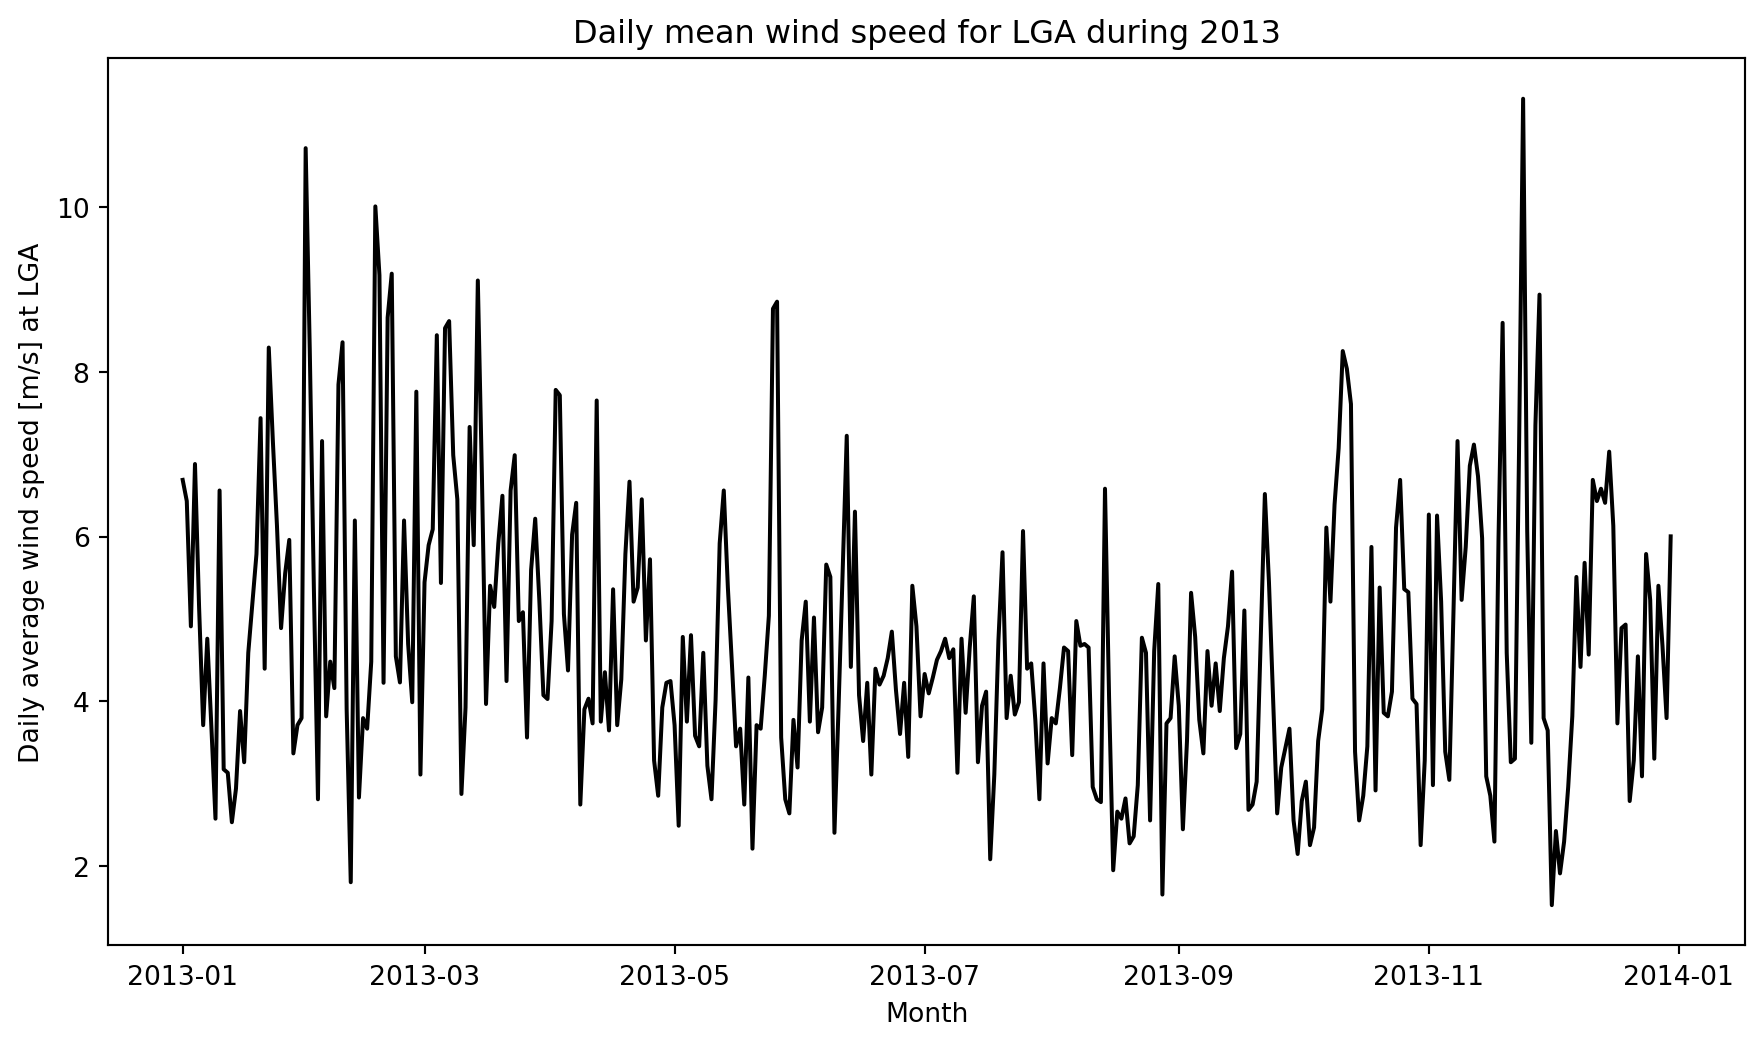 Daily mean wind speed for LGA during 2013
Daily average wind speed [m/s] at LGA
10
8
6
4
2
2013-01 2013-03 2013-05 2013-07 2013-09 2013-11 2014-01
Month